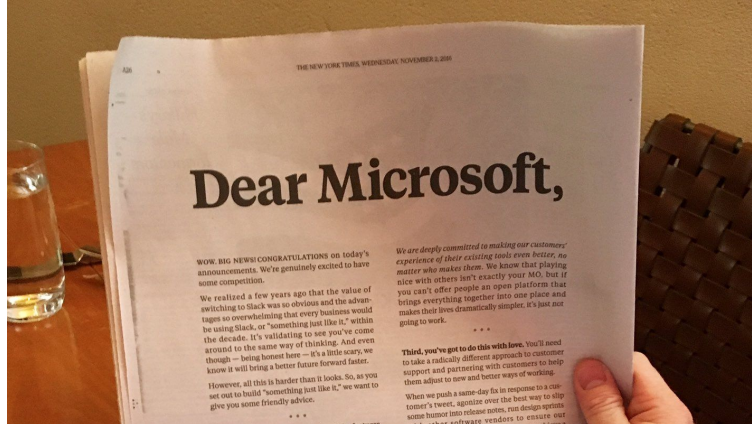 A20
THE NEW YORK TIMES, WEDNESDAY, NOVEMBER 2, 2016
Dear Microsoft,
WOW. BIG NEWS! CONGRATULATIONS on today's
announcements. We're genuinely excited to have
some competition.
We realized a few years ago that the value of
switching to Slack was so obvious and the advan-
tages so overwhelming that every business would
be using Slack, or "something just like it," within
the decade. It's validating to see you've come
around to the same way of thinking. And even
though — being honest here — it's a little scary, we
know it will bring a better future forward faster.
However, all this is harder than it looks. So, as you
set out to build "something just like it," we want to
give you some friendly advice.
* * *
We are deeply committed to making our customers'
experience of their existing tools even better, no
matter who makes them. We know that playing
nice with others isn't exactly your MO, but if
you can't offer people an open platform that
brings everything together into one place and
makes their lives dramatically simpler, it's just not
going to work.
* * *
Third, you've got to do this with love. You'll need
to take a radically different approach to customer
support and partnering with customers to help
them adjust to new and better ways of working.
When we push a same-day fix in response to a cus-
tomer's tweet, agonize over the best way to slip
some humor into release notes, run design sprints
other software vendors to ensure our